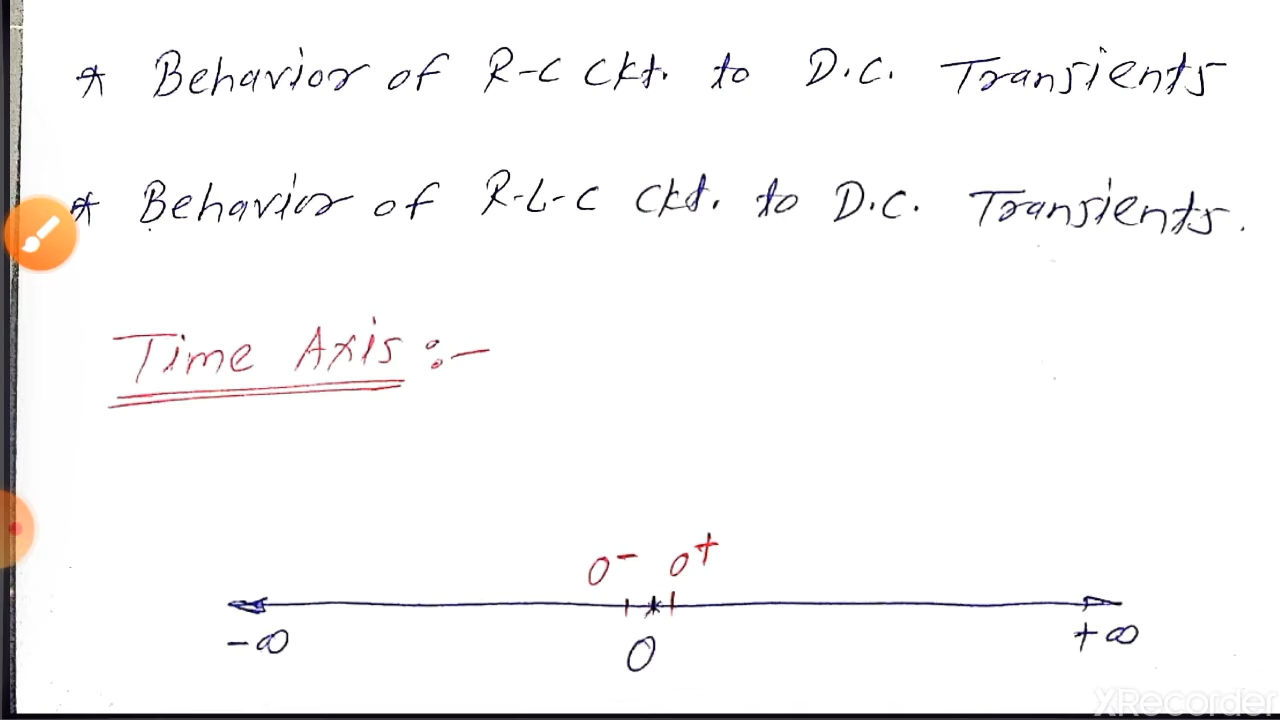 * Behavior of R-C Ckt. to D.C. Transients
* Behavior of R-L-C Ckt. to D.C. Transients.
Time Axis :-
0- 0+
-∞ 0 +∞
XRecorder